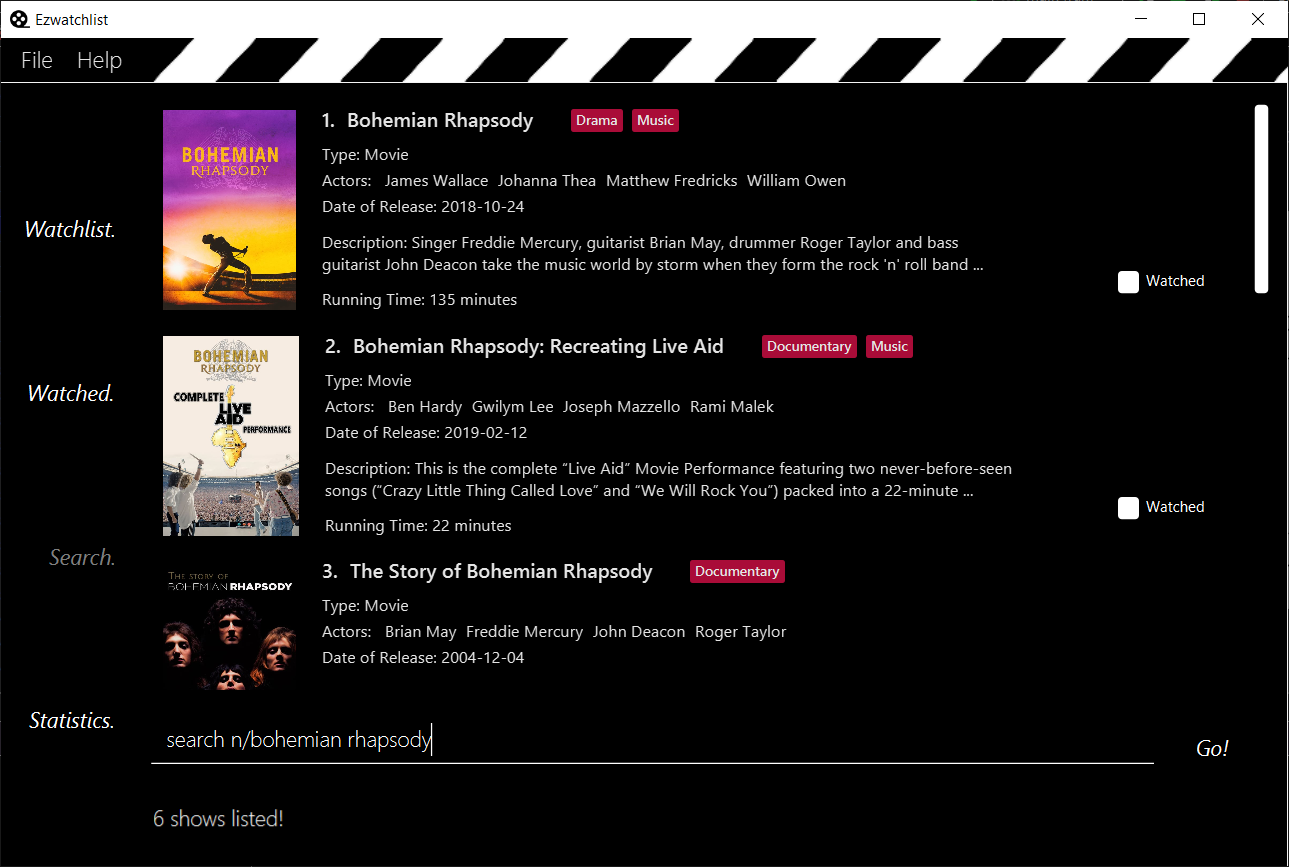 Ezwatchlist
File Help
Watchlist.
Watched.
Search.
Statistics.
BOHEMIAN
RHAPSODY
1. Bohemian Rhapsody Drama Music
Type: Movie
Actors: James Wallace Johanna Thea Matthew Fredricks William Owen
Date of Release: 2018-10-24
Description: Singer Freddie Mercury, guitarist Brian May, drummer Roger Taylor and bass
guitarist John Deacon take the music world by storm when they form the rock 'n' roll band ...
Running Time: 135 minutes
Watched
BOHEMIAN
RHAPSODY
COMPLETE
LIVE
AID
PERFORMANCE
2. Bohemian Rhapsody: Recreating Live Aid Documentary Music
Type: Movie
Actors: Ben Hardy Gwilym Lee Joseph Mazzello Rami Malek
Date of Release: 2019-02-12
Description: This is the complete “Live Aid” Movie Performance featuring two never-before-seen
songs (“Crazy Little Thing Called Love” and “We Will Rock You”) packed into a 22-minute ...
Running Time: 22 minutes
Watched
THE STORY OF
BOHEMIAN RHAPSODY
3. The Story of Bohemian Rhapsody Documentary
Type: Movie
Actors: Brian May Freddie Mercury John Deacon Roger Taylor
Date of Release: 2004-12-04
search n/bohemian rhapsody
Go!
6 shows listed!